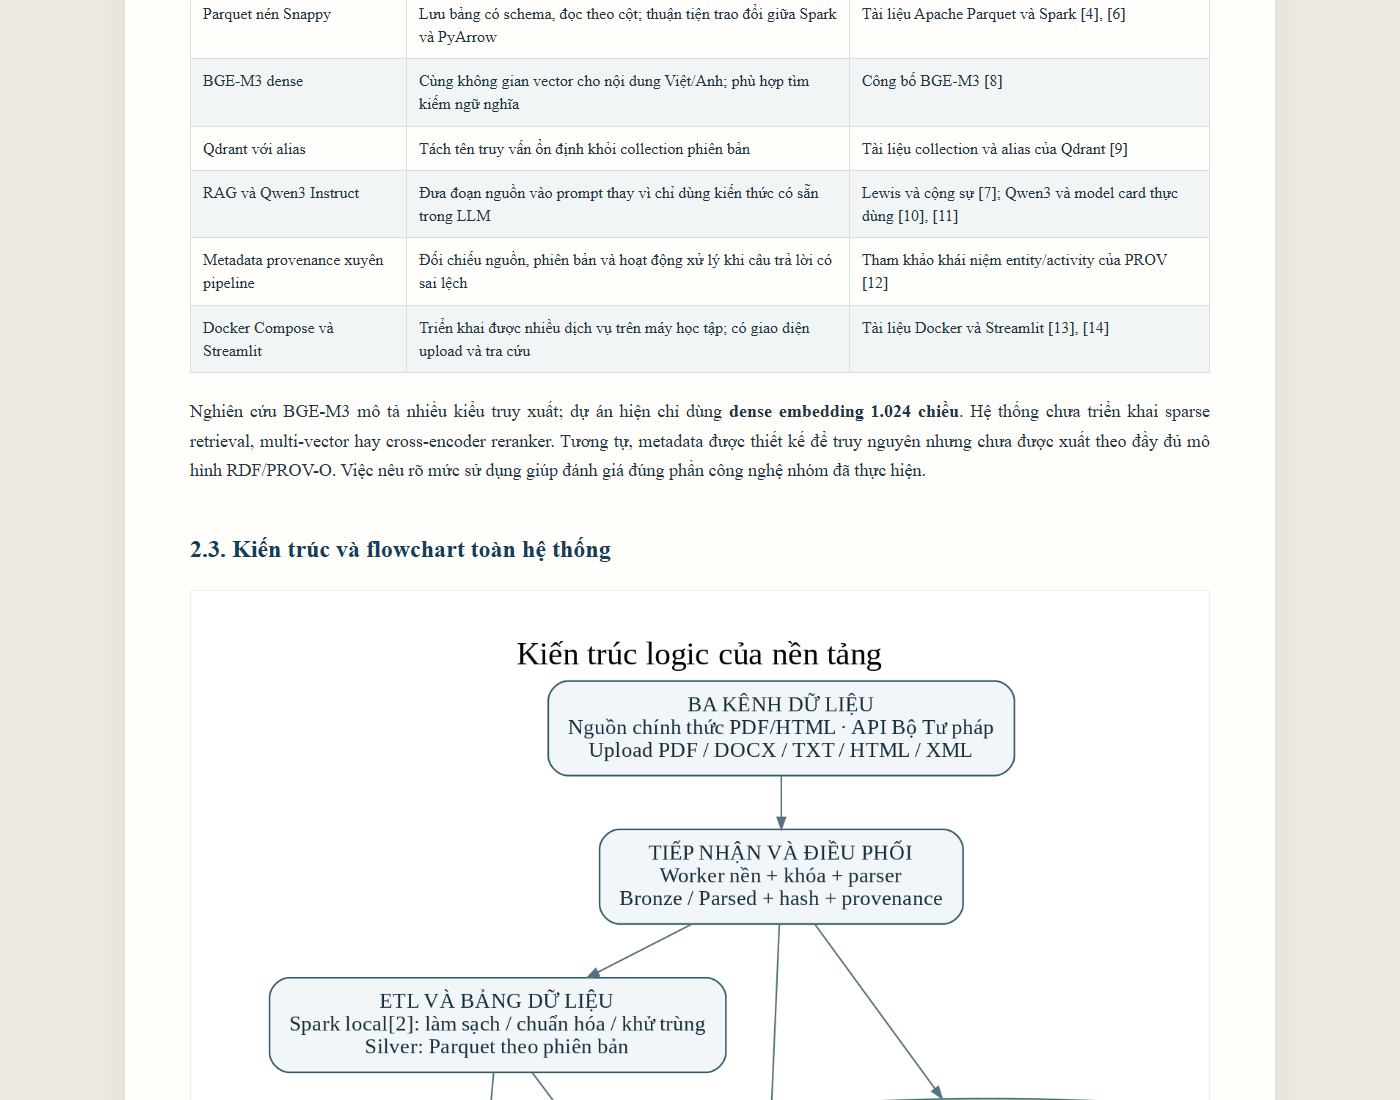 Parquet nén Snappy
Lưu bảng có schema, đọc theo cột; thuận tiện trao đổi giữa Spark
và PyArrow
Tài liệu Apache Parquet và Spark [4], [6]
BGE-M3 dense
Cùng không gian vector cho nội dung Việt/Anh; phù hợp tìm
kiếm ngữ nghĩa
Công bố BGE-M3 [8]
Qdrant với alias
Tách tên truy vấn ổn định khỏi collection phiên bản
Tài liệu collection và alias của Qdrant [9]
RAG và Qwen3 Instruct
Đưa đoạn nguồn vào prompt thay vì chỉ dùng kiến thức có sẵn
trong LLM
Lewis và cộng sự [7]; Qwen3 và model card thực
dùng [10], [11]
Metadata provenance xuyên
pipeline
Đối chiếu nguồn, phiên bản và hoạt động xử lý khi câu trả lời có
sai lệch
Tham khảo khái niệm entity/activity của PROV
[12]
Docker Compose và
Streamlit
Triển khai được nhiều dịch vụ trên máy học tập; có giao diện
upload và tra cứu
Tài liệu Docker và Streamlit [13], [14]
Nghiên cứu BGE-M3 mô tả nhiều kiểu truy xuất; dự án hiện chỉ dùng dense embedding 1.024 chiều. Hệ thống chưa triển khai sparse
retrieval, multi-vector hay cross-encoder reranker. Tương tự, metadata được thiết kế để truy nguyên nhưng chưa được xuất theo đầy đủ mô
hình RDF/PROV-O. Việc nêu rõ mức sử dụng giúp đánh giá đúng phần công nghệ nhóm đã thực hiện.
2.3. Kiến trúc và flowchart toàn hệ thống
Kiến trúc logic của nền tảng
BA KÊNH DỮ LIỆU
Nguồn chính thức PDF/HTML · API Bộ Tư pháp
Upload PDF / DOCX / TXT / HTML / XML
TIẾP NHẬN VÀ ĐIỀU PHỐI
Worker nền + khóa + parser
Bronze / Parsed + hash + provenance
ETL VÀ BẢNG DỮ LIỆU
Spark local[2]: làm sạch / chuẩn hóa / khử trùng
Silver: Parquet theo phiên bản